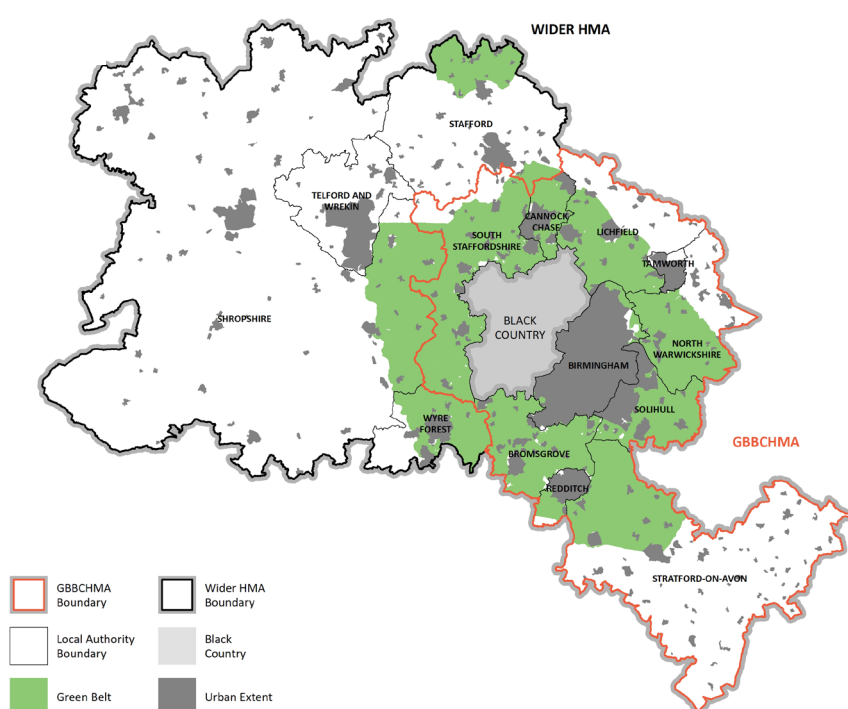 WIDER HMA
STAFFORD
TELFORD AND
WREKIN
CANNOCK
CHASE
SOUTH
STAFFORDSHIRE
LICHFIELD
TAMWORTH
SHROPSHIRE
BLACK
COUNTRY
NORTH
WARWICKSHIRE
BIRMINGHAM
SOLIHULL
WYRE
FOREST
GBBCHMA
BROMSGROVE
REDDITCH
STRATFORD-ON-AVON
GBBCHMA
Boundary
Wider HMA
Boundary
Local Authority
Boundary
Black
Country
Green Belt
Urban Extent